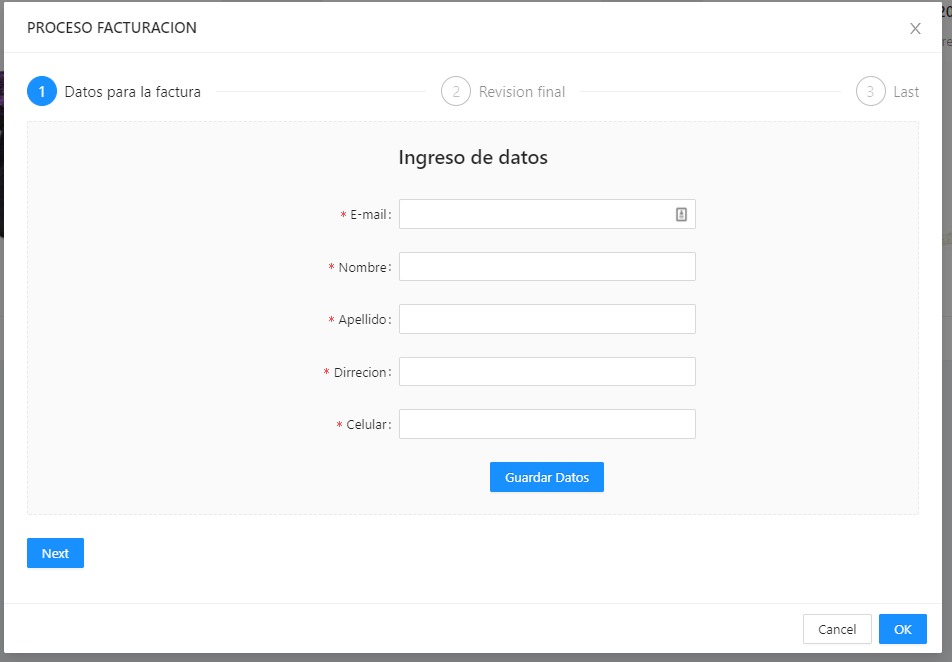 PROCESO FACTURACION
1 Datos para la factura
2 Revision final
3 Last
Ingreso de datos
* E-mail:
* Nombre:
* Apellido:
* Dirrecion:
* Celular:
Guardar Datos
Next
Cancel
OK